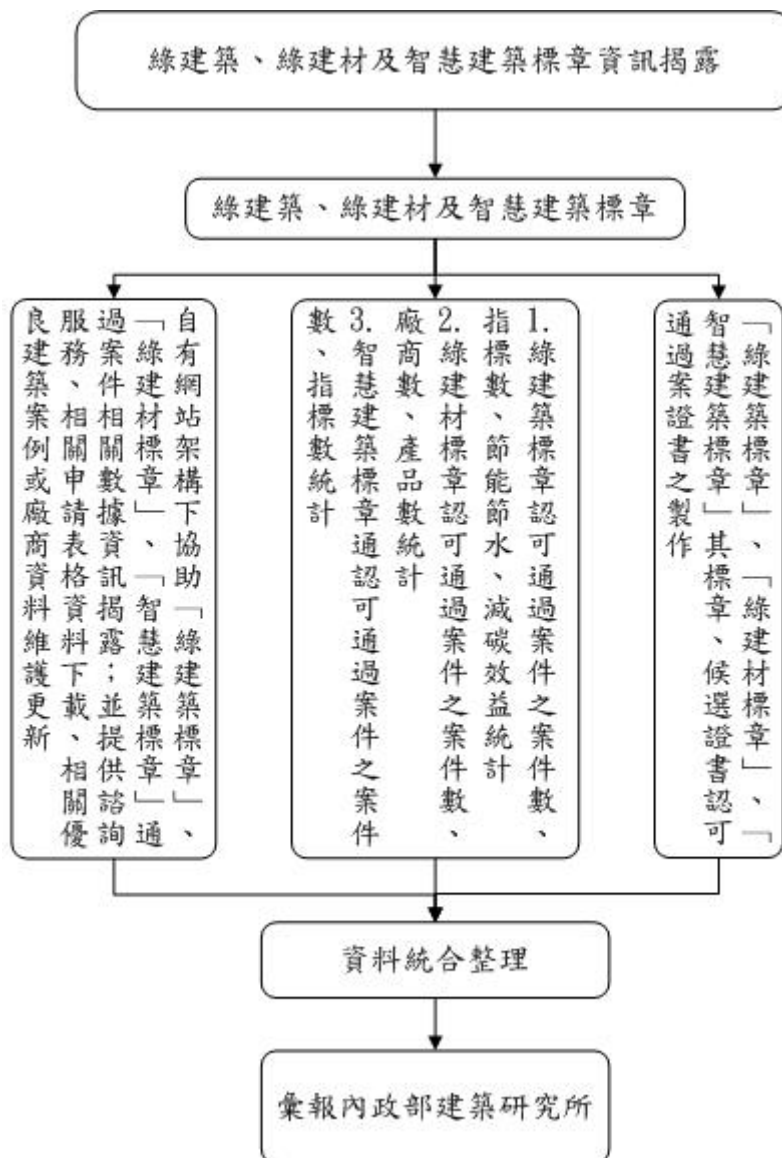 綠建築、綠建材及智慧建築標章資訊揭露
綠建築、綠建材及智慧建築標章
「綠建築標章」、「綠建材標章」、「
智慧建築標章」其標章、候選證書認可
通過案證書之製作
1. 綠建築標章認可通過案件之案件數、
指標數、節能節水、減碳效益統計
2. 綠建材標章認可通過案件之案件數、
廠商數、產品數統計
3. 智慧建築標章通認可通過案件之案件
數、指標數統計
自有網站架構下協助「綠建築標章」、
「綠建材標章」、「智慧建築標章」通
過案件相關數據資訊揭露；並提供諮詢
服務、相關申請表格資料下載、相關優
良建築案例或廠商資料維護更新
資料統合整理
彙報內政部建築研究所